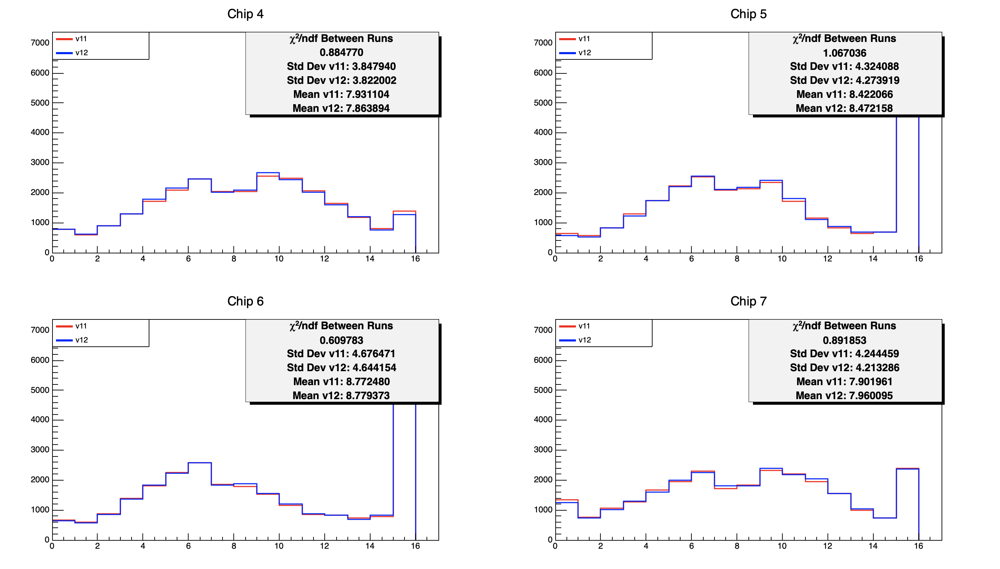 Chip 4
v11
v12
χ²/ndf Between Runs
0.884770
Std Dev v11: 3.847940
Std Dev v12: 3.822002
Mean v11: 7.931104
Mean v12: 7.863894
7000
6000
5000
4000
3000
2000
1000
0
0 2 4 6 8 10 12 14 16
Chip 5
v11
v12
χ²/ndf Between Runs
1.067036
Std Dev v11: 4.324088
Std Dev v12: 4.273919
Mean v11: 8.422066
Mean v12: 8.472158
7000
6000
5000
4000
3000
2000
1000
0
0 2 4 6 8 10 12 14 16
Chip 6
v11
v12
χ²/ndf Between Runs
0.609783
Std Dev v11: 4.676471
Std Dev v12: 4.644154
Mean v11: 8.772480
Mean v12: 8.779373
7000
6000
5000
4000
3000
2000
1000
0
0 2 4 6 8 10 12 14 16
Chip 7
v11
v12
χ²/ndf Between Runs
0.891853
Std Dev v11: 4.244459
Std Dev v12: 4.213286
Mean v11: 7.901961
Mean v12: 7.960095
7000
6000
5000
4000
3000
2000
1000
0
0 2 4 6 8 10 12 14 16